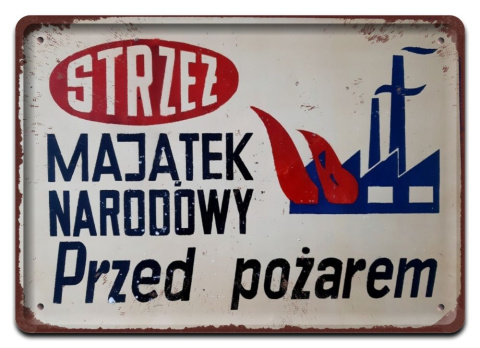 STRZEŻ
MAJĄTEK
NARODOWY
Przed pożarem